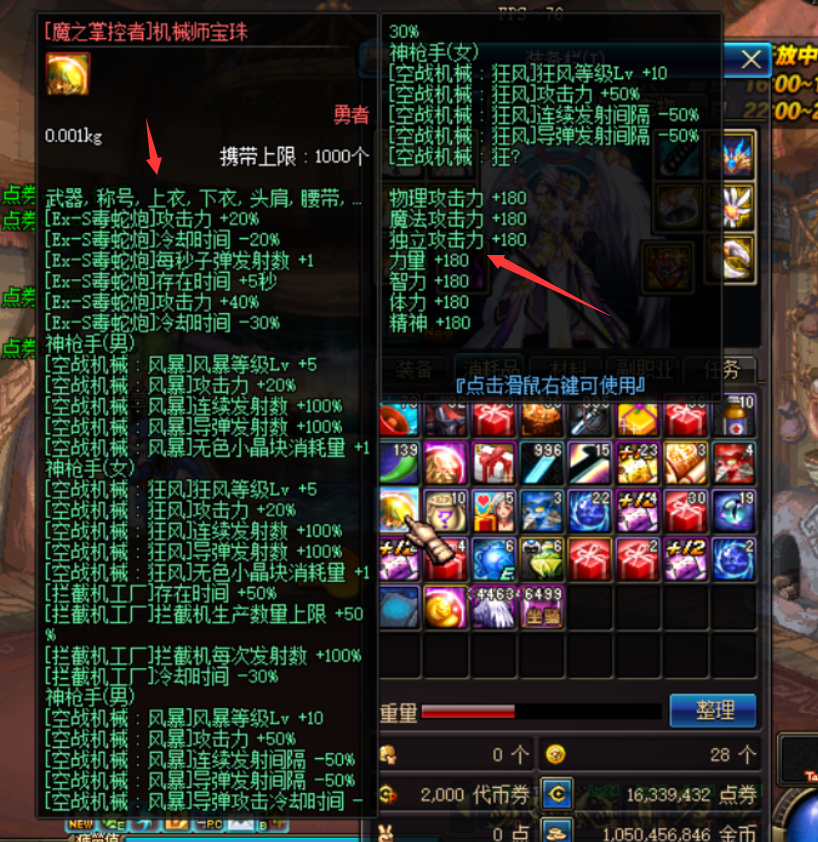 [魔之掌控者]机械师宝珠
勇者
0.001kg
携带上限：1000个
武器, 称号, 上衣, 下衣, 头肩, 腰带, ...
[Ex-S毒蛇炮]攻击力 +20%
[Ex-S毒蛇炮]冷却时间 -20%
[Ex-S毒蛇炮]每秒子弹发射数 +1
[Ex-S毒蛇炮]存在时间 +5秒
[Ex-S毒蛇炮]攻击力 +40%
[Ex-S毒蛇炮]冷却时间 -30%
神枪手(男)
[空战机械：风暴]风暴等级Lv +5
[空战机械：风暴]攻击力 +20%
[空战机械：风暴]连续发射数 +100%
[空战机械：风暴]导弹发射数 +100%
[空战机械：风暴]无色小晶块消耗量 +1
神枪手(女)
[空战机械：狂风]狂风等级Lv +5
[空战机械：狂风]攻击力 +20%
[空战机械：狂风]连续发射数 +100%
[空战机械：狂风]导弹发射数 +100%
[空战机械：狂风]无色小晶块消耗量 +1
[拦截机工厂]存在时间 +50%
[拦截机工厂]拦截机生产数量上限 +50
%
[拦截机工厂]拦截机每次发射数 +100%
[拦截机工厂]冷却时间 -30%
神枪手(男)
[空战机械：风暴]风暴等级Lv +10
[空战机械：风暴]攻击力 +50%
[空战机械：风暴]连续发射间隔 -50%
[空战机械：风暴]导弹发射间隔 -50%
[空战机械：风暴]导弹攻击冷却时间 -
30%
神枪手(女)
[空战机械：狂风]狂风等级Lv +10
[空战机械：狂风]攻击力 +50%
[空战机械：狂风]连续发射间隔 -50%
[空战机械：狂风]导弹发射间隔 -50%
[空战机械：狂?
物理攻击力 +180
魔法攻击力 +180
独立攻击力 +180
力量 +180
智力 +180
体力 +180
精神 +180
『点击滑鼠右键可使用』
装备 消耗品 材料 副职业 任务
10
139 996 15 +23 3 4
10 5 3 22 +12 30 19
+12 4 6 6 2 +12 2
4463 6499
坐骑
重量
整理
0 个
28 个
2,000 代币券
16,339,432 点券
0 点
1,050,456,846 金币
放中
点券
点券
点券
点券
NEW